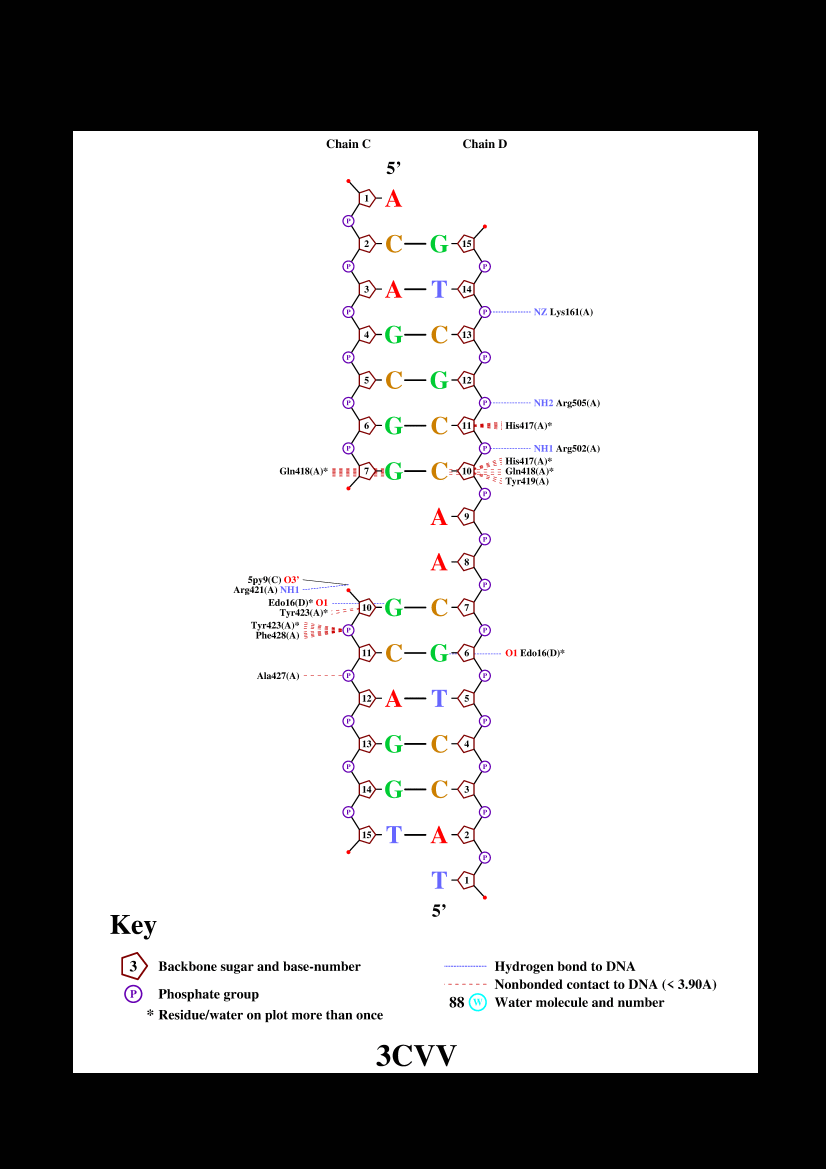 Chain C Chain D
5’
1 A
P
2 C G 15
P P
3 A T 14
P P NZ Lys161(A)
4 G C 13
P P
5 C G 12
P P NH2 Arg505(A)
6 G C 11 His417(A)*
P P NH1 Arg502(A)
His417(A)*
Gln418(A)* 7 G C 10 Gln418(A)*
Tyr419(A)
P
A 9
P
A 8
5py9(C) O3’ P
Arg421(A) NH1
Edo16(D)* O1
10 G C 7
Tyr423(A)*
Tyr423(A)*
P P
Phe428(A)
11 C G 6 O1 Edo16(D)*
Ala427(A) P P
12 A T 5
P P
13 G C 4
P P
14 G C 3
P P
15 T A 2
P
T 1
5’
Key
3 Backbone sugar and base-number
P Phosphate group
* Residue/water on plot more than once
Hydrogen bond to DNA
Nonbonded contact to DNA (< 3.90A)
88 W Water molecule and number
3CVV